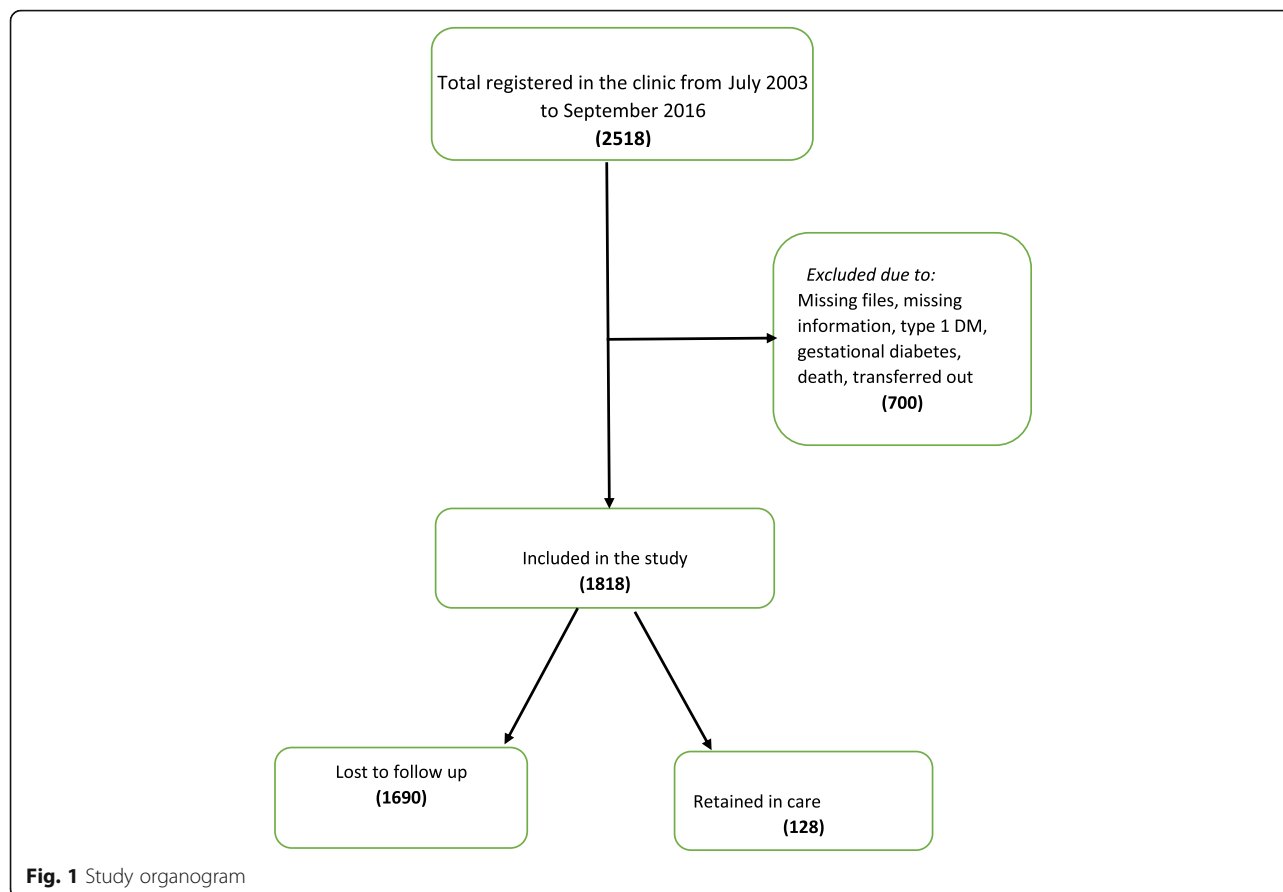 Total registered in the clinic from July 2003
to September 2016
(2518)
Excluded due to:
Missing files, missing
information, type 1 DM,
gestational diabetes,
death, transferred out
(700)
Included in the study
(1818)
Lost to follow up
(1690)
Retained in care
(128)
Fig. 1 Study organogram